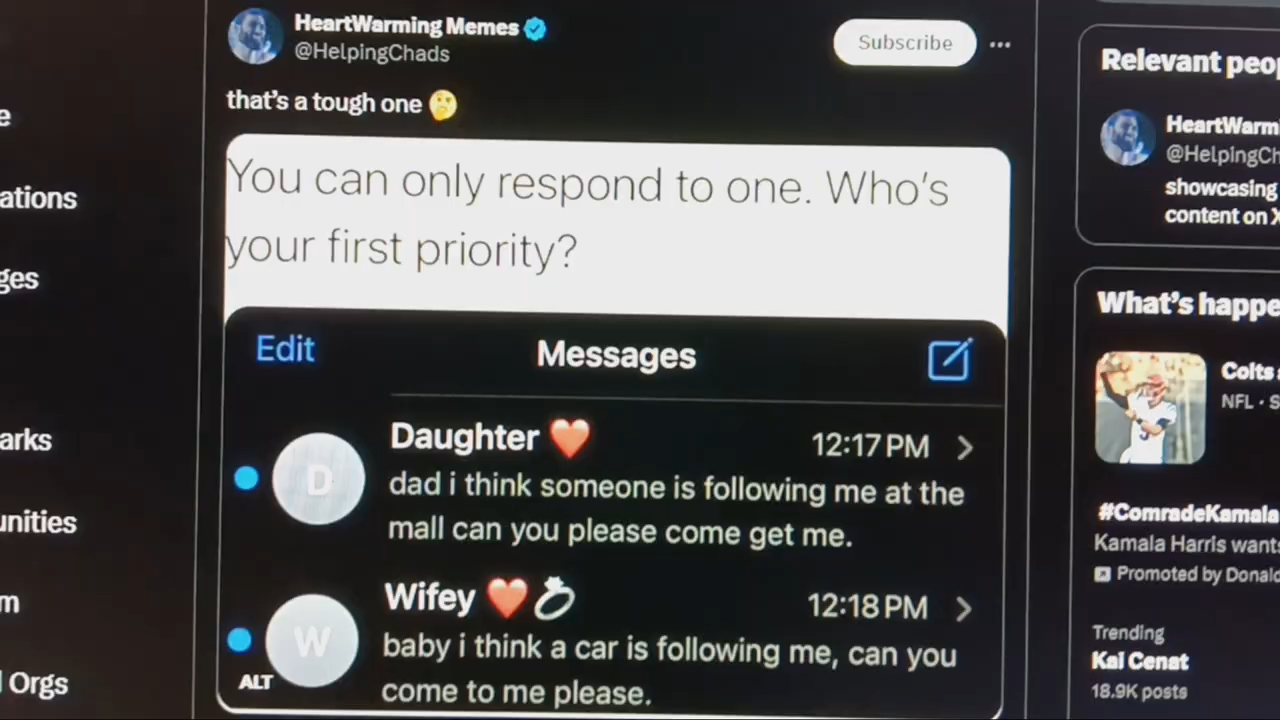 HeartWarming Memes
@HelpingChads
Subscribe
that's a tough one 🤔
You can only respond to one. Who's
your first priority?
Edit
Messages
Daughter ❤️
12:17 PM
dad i think someone is following me at the
mall can you please come get me.
Wifey ❤️💍
12:18 PM
baby i think a car is following me, can you
come to me please.
D
W
ALT
e
ations
ges
arks
unities
m
Orgs
Relevant peop
HeartWarm
@HelpingCh
showcasing
content on X
What's happe
Colts
NFL · S
#ComradeKamala
Kamala Harris wants
Promoted by Donald
Trending
Kai Cenat
18.9K posts